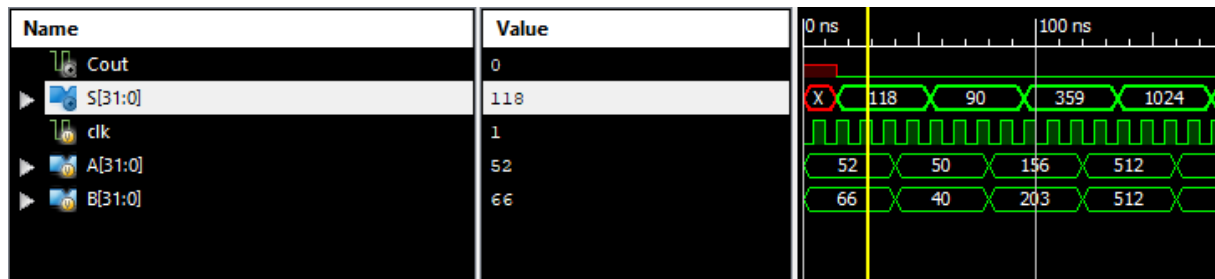 Name Value 0 ns 100 ns
Cout 0
S[31:0] 118 X 118 90 359 1024
clk 1
A[31:0] 52 52 50 156 512
B[31:0] 66 66 40 203 512